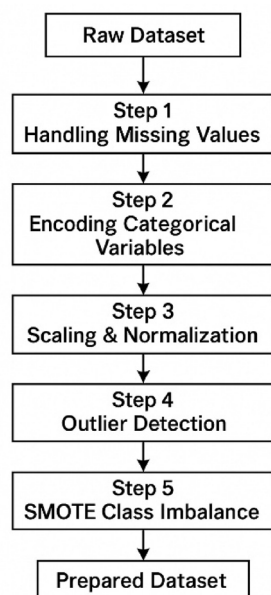 Raw Dataset
Step 1
Handling Missing Values
Step 2
Encoding Categorical
Variables
Step 3
Scaling & Normalization
Step 4
Outlier Detection
Step 5
SMOTE Class Imbalance
Prepared Dataset